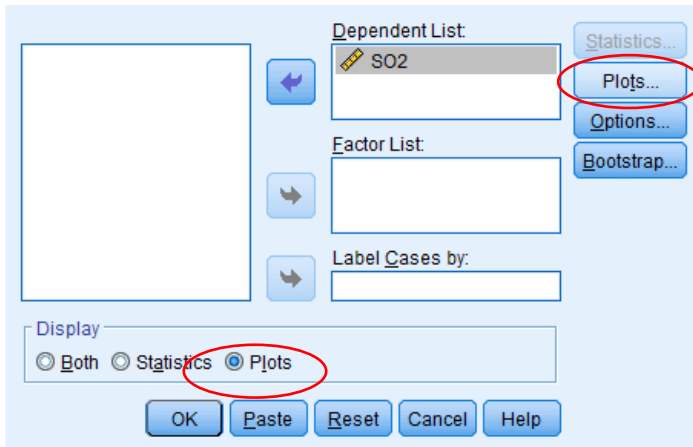 Dependent List:
SO2
Statistics...
Plots...
Options...
Bootstrap...
Factor List:
Label Cases by:
Display
Both Statistics Plots
OK Paste Reset Cancel Help